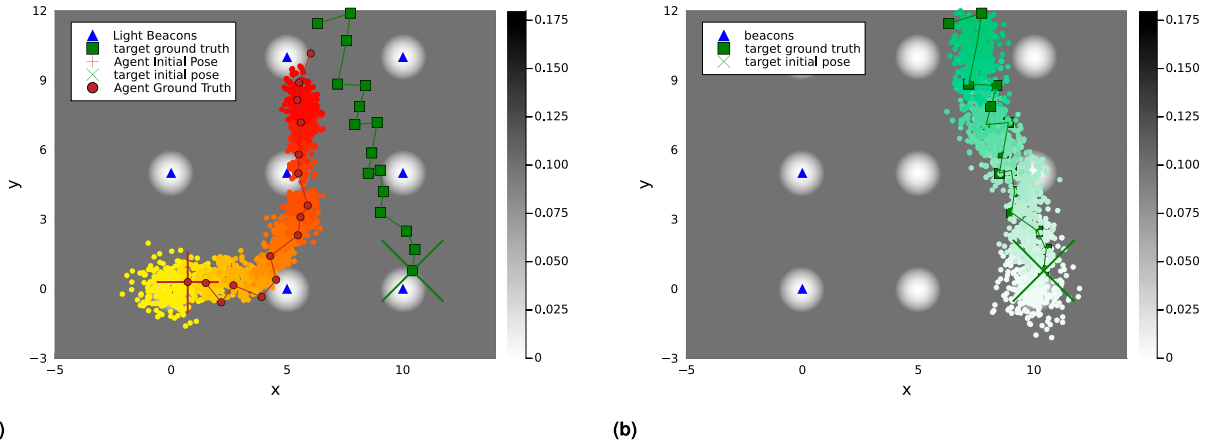 12
9
6
3
0
−3
y
Light Beacons
target ground truth
Agent Initial Pose
target initial pose
Agent Ground Truth
−5
0
5
10
x
0.175
0.150
0.125
0.100
0.075
0.050
0.025
0
)
12
9
6
3
0
−3
y
beacons
target ground truth
target initial pose
−5
0
5
10
x
0.175
0.150
0.125
0.100
0.075
0.050
0.025
0
(b)